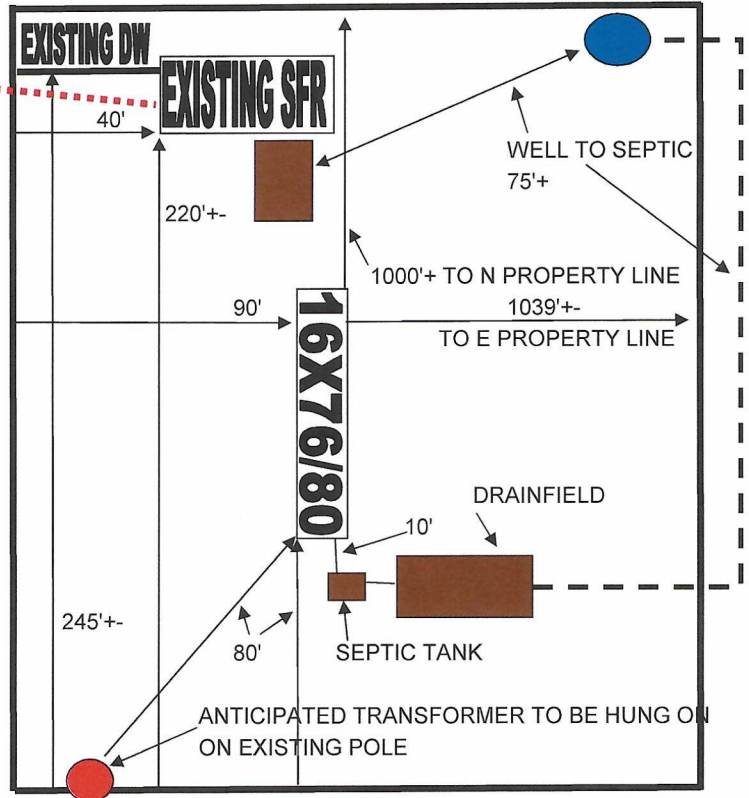 EXISTING DW
EXISTING SFR
40'
WELL TO SEPTIC
75'+
220'+-
1000'+ TO N PROPERTY LINE
90'
1039'+-
TO E PROPERTY LINE
16X76/80
DRAINFIELD
10'
245'+-
80'
SEPTIC TANK
ANTICIPATED TRANSFORMER TO BE HUNG ON
ON EXISTING POLE